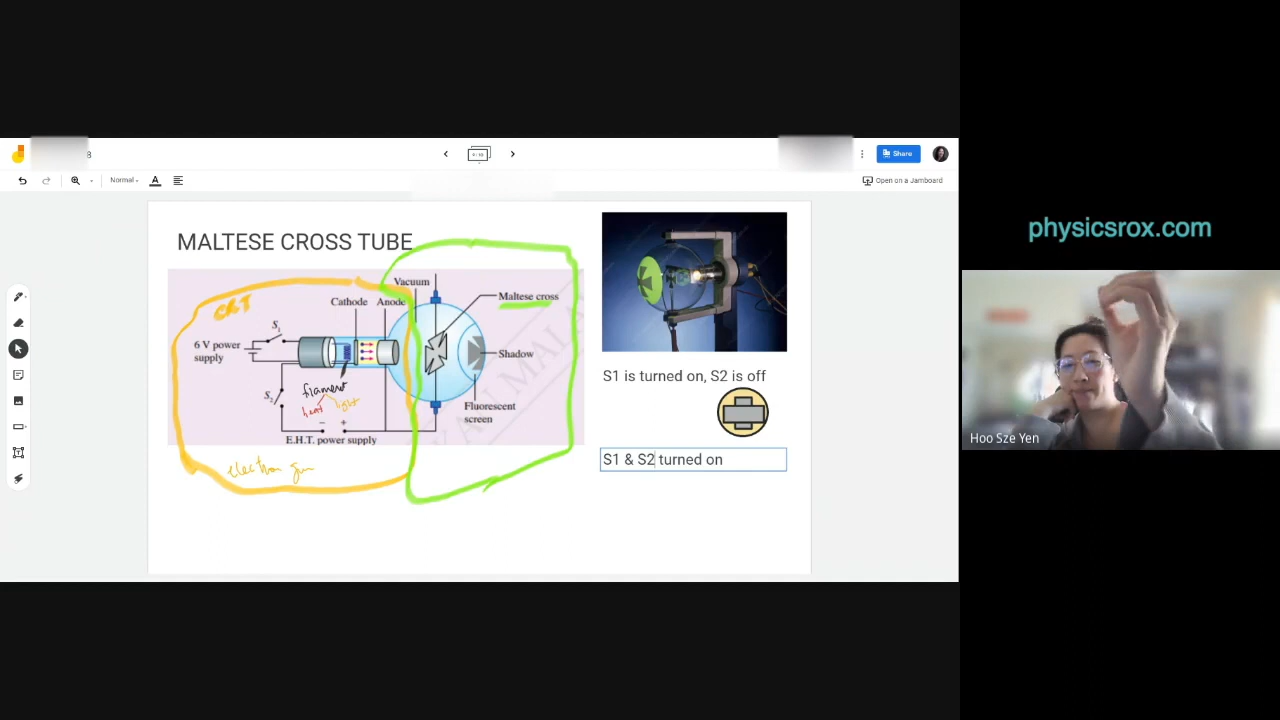 8
Share
Normal
A
Open on a Jamboard
MALTESE CROSS TUBE
CRT
Vacuum
Cathode
Anode
Maltese cross
S1
6 V power
supply
Shadow
S2
filament
heat
light
Fluorescent
screen
− +
E.H.T. power supply
electron gun
S1 is turned on, S2 is off
S1 & S2 turned on
physicsrox.com
Hoo Sze Yen